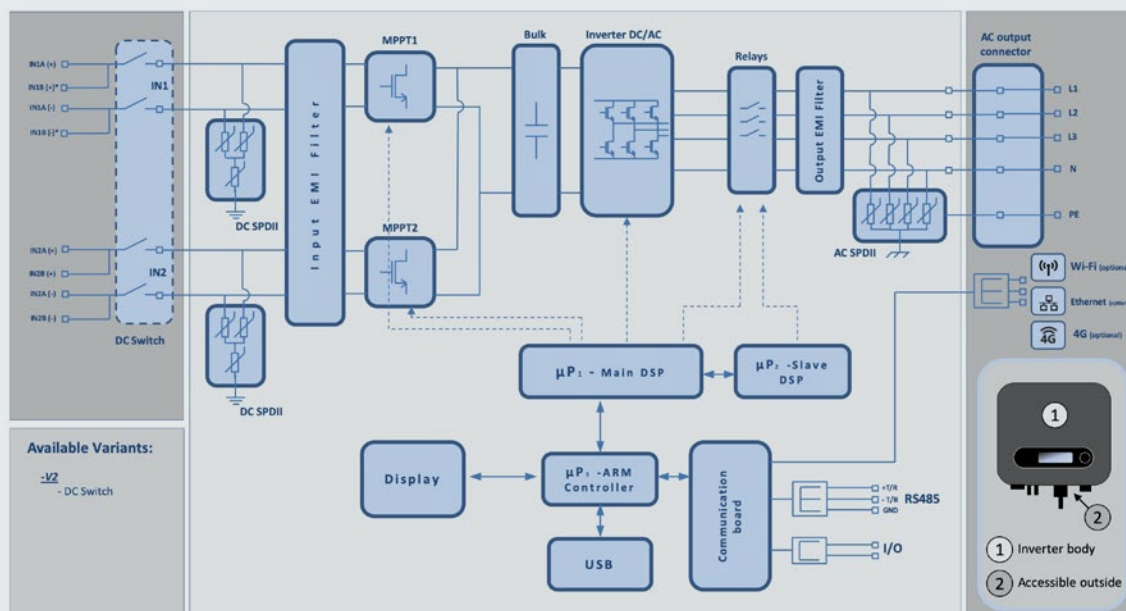 IN1A (+)
IN1B (+)*
IN1A (-)
IN1B (-)*
IN1
DC SPDII
IN2A (+)
IN2B (+)
IN2A (-)
IN2B (-)
IN2
DC Switch
DC SPDII
Input EMI Filter
MPPT1
MPPT2
Bulk
Inverter DC/AC
Relays
Output EMI Filter
AC SPDII
AC output
connector
L1
L2
L3
N
PE
Wi-Fi (optional
Ethernet
4G
4G (optional)
µP1 - Main DSP
µP2 -Slave
DSP
Display
µP3 -ARM
Controller
USB
Communication
board
+T/R
- T/R
GND
RS485
I/O
Available Variants:
-V2
- DC Switch
1
2
1 Inverter body
2 Accessible outside